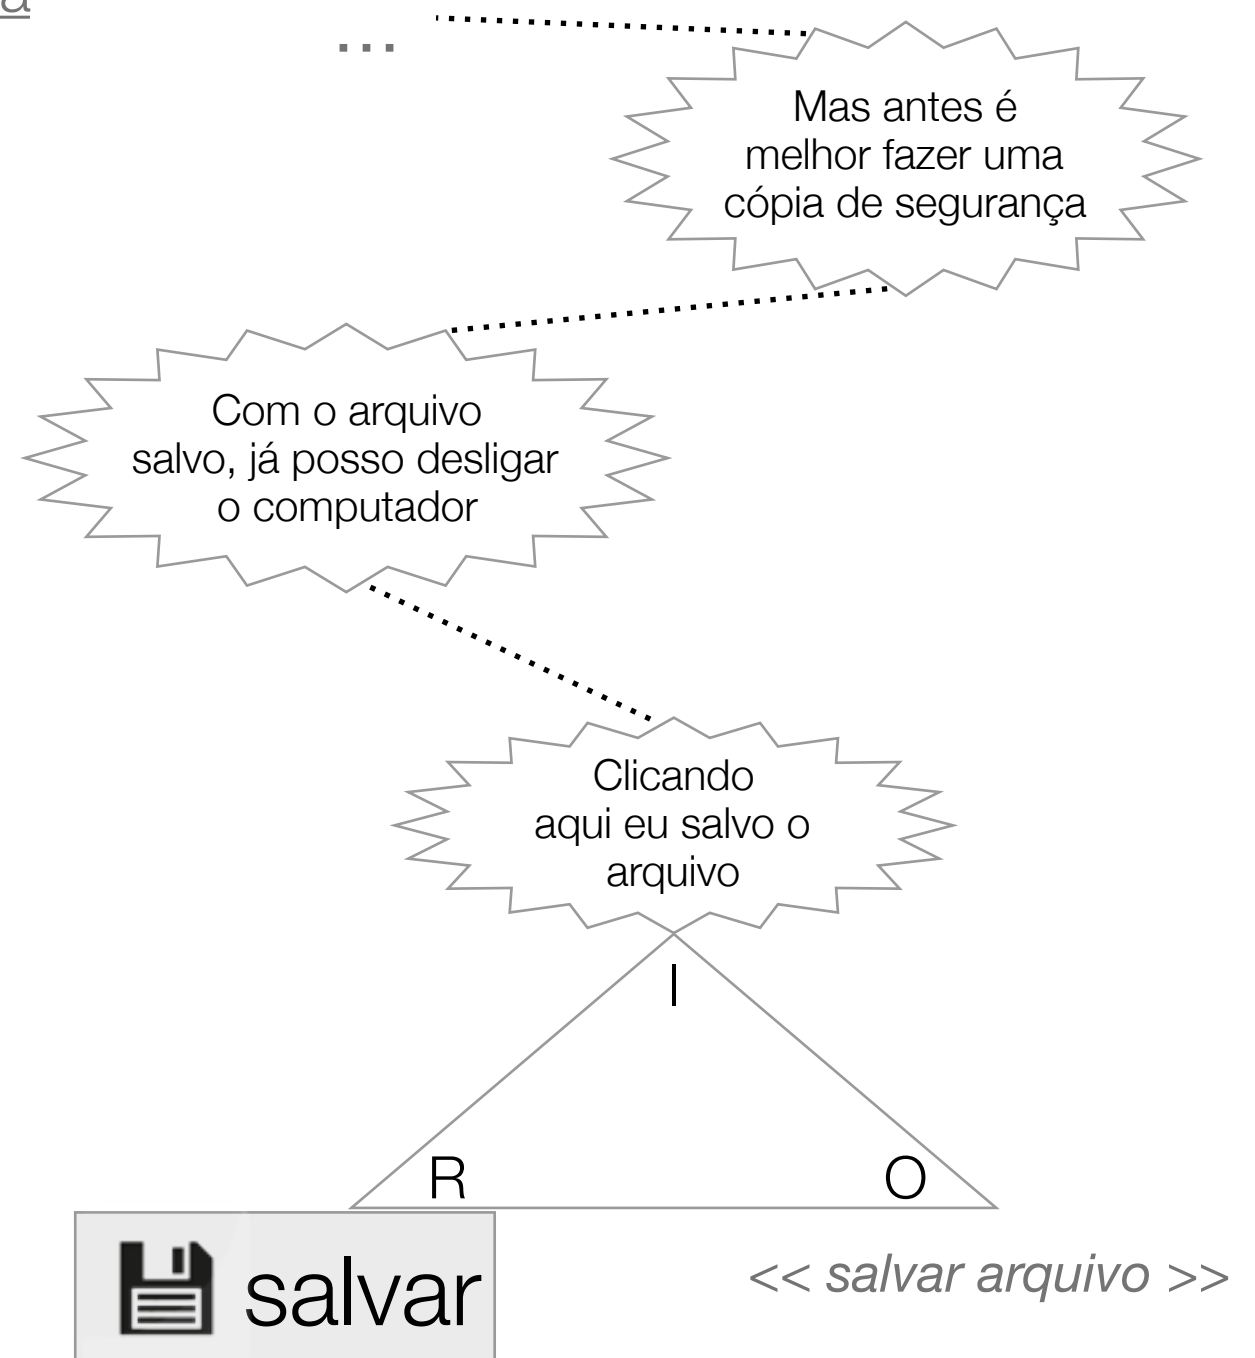 ...
Mas antes é
melhor fazer uma
cópia de segurança
Com o arquivo
salvo, já posso desligar
o computador
Clicando
aqui eu salvo o
arquivo
I
R
O
salvar
<< salvar arquivo >>